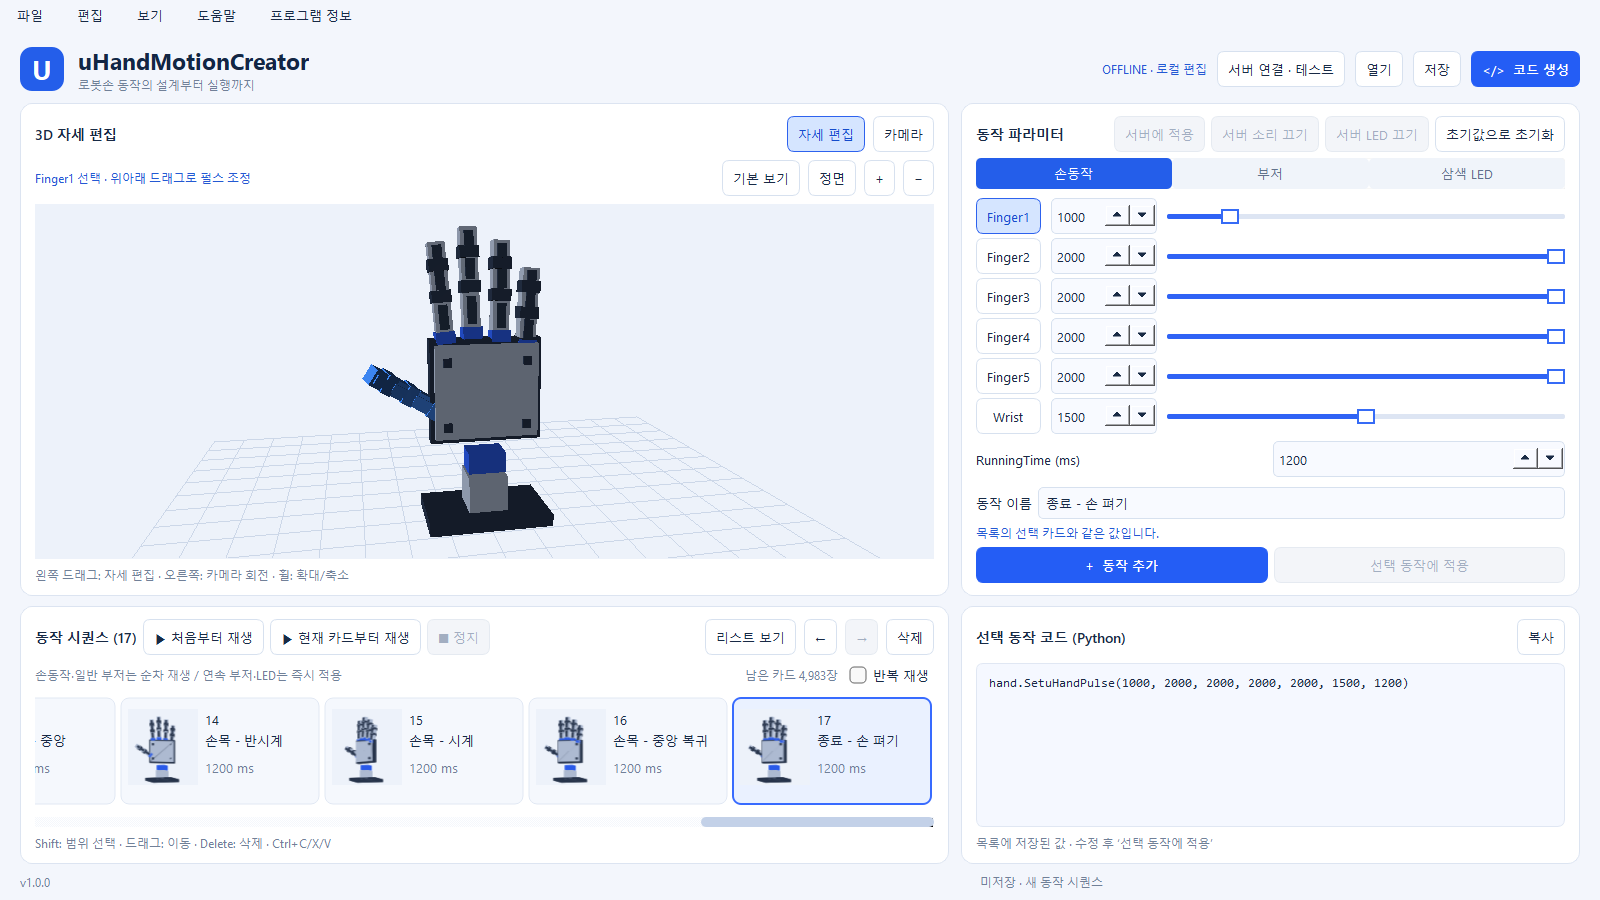 파일 편집 보기 도움말 프로그램 정보
U uHandMotionCreator
로봇손 동작의 설계부터 실행까지
OFFLINE · 로컬 편집 서버 연결 · 테스트 열기 저장 </> 코드 생성
3D 자세 편집 자세 편집 카메라
Finger1 선택 · 위아래 드래그로 펄스 조정 기본 보기 정면 + −
왼쪽 드래그: 자세 편집 · 오른쪽: 카메라 회전 · 휠: 확대/축소
동작 파라미터 서버에 적용 서버 소리 끄기 서버 LED 끄기 초기값으로 초기화
손동작 부저 삼색 LED
Finger1 1000
Finger2 2000
Finger3 2000
Finger4 2000
Finger5 2000
Wrist 1500
RunningTime (ms) 1200
동작 이름 종료 - 손 펴기
목록의 선택 카드와 같은 값입니다.
+ 동작 추가 선택 동작에 적용
동작 시퀀스 (17) ▶ 처음부터 재생 ▶ 현재 카드부터 재생 ■ 정지 리스트 보기 ← → 삭제
손동작·일반 부저는 순차 재생 / 연속 부저·LED는 즉시 적용 남은 카드 4,983장 반복 재생
- 중앙
ms
14
손목 - 반시계
1200 ms
15
손목 - 시계
1200 ms
16
손목 - 중앙 복귀
1200 ms
17
종료 - 손 펴기
1200 ms
Shift: 범위 선택 · 드래그: 이동 · Delete: 삭제 · Ctrl+C/X/V
선택 동작 코드 (Python) 복사
hand.SetuHandPulse(1000, 2000, 2000, 2000, 2000, 1500, 1200)
목록에 저장된 값 · 수정 후 '선택 동작에 적용'
v1.0.0 미저장 · 새 동작 시퀀스